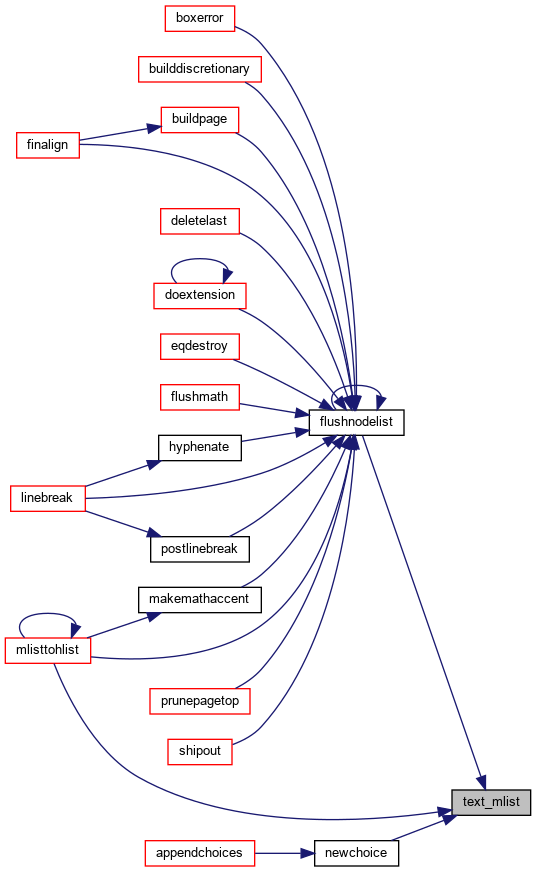 boxerror
builddiscretionary
buildpage
finalign
deletelast
doextension
eqdestroy
flushmath
flushnodelist
hyphenate
linebreak
postlinebreak
makemathaccent
mlisttohlist
prunepagetop
shipout
text_mlist
appendchoices
newchoice